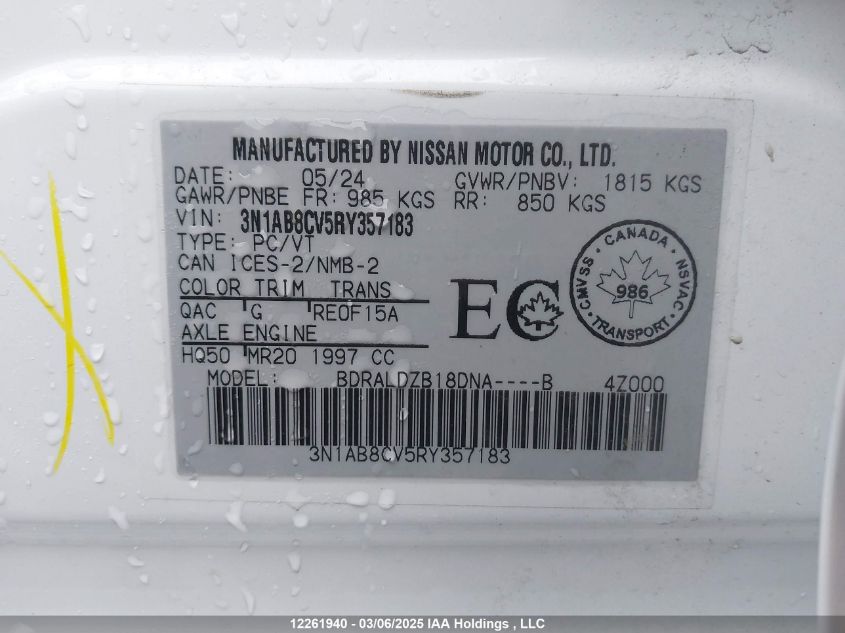 MANUFACTURED BY NISSAN MOTOR CO., LTD.
DATE: 05/24 GVWR/PNBV: 1815 KGS
GAWR/PNBE FR: 985 KGS RR: 850 KGS
VIN: 3N1AB8CV5RY357183
TYPE: PC/VT
CAN ICES-2/NMB-2
COLOR TRIM TRANS
QAC G RE0F15A
AXLE ENGINE
HQ50 MR20 1997 CC
EC
CANADA
CMVSS 986 NSVAC
TRANSPORT
MODEL: BDRALDZB18DNA----B 4Z000
3N1AB8CV5RY357183
12261940 - 03/06/2025 IAA Holdings , LLC